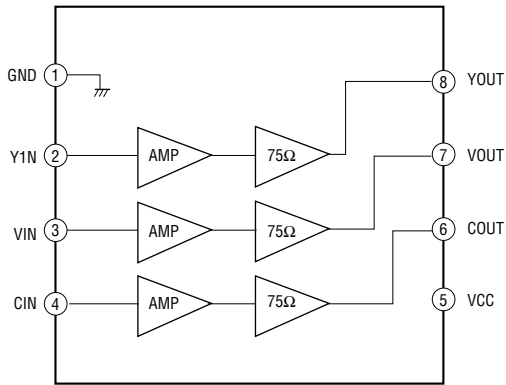 GND 1
8 YOUT
Y1N 2 AMP 75Ω
7 VOUT
VIN 3 AMP 75Ω
6 COUT
CIN 4 AMP 75Ω
5 VCC